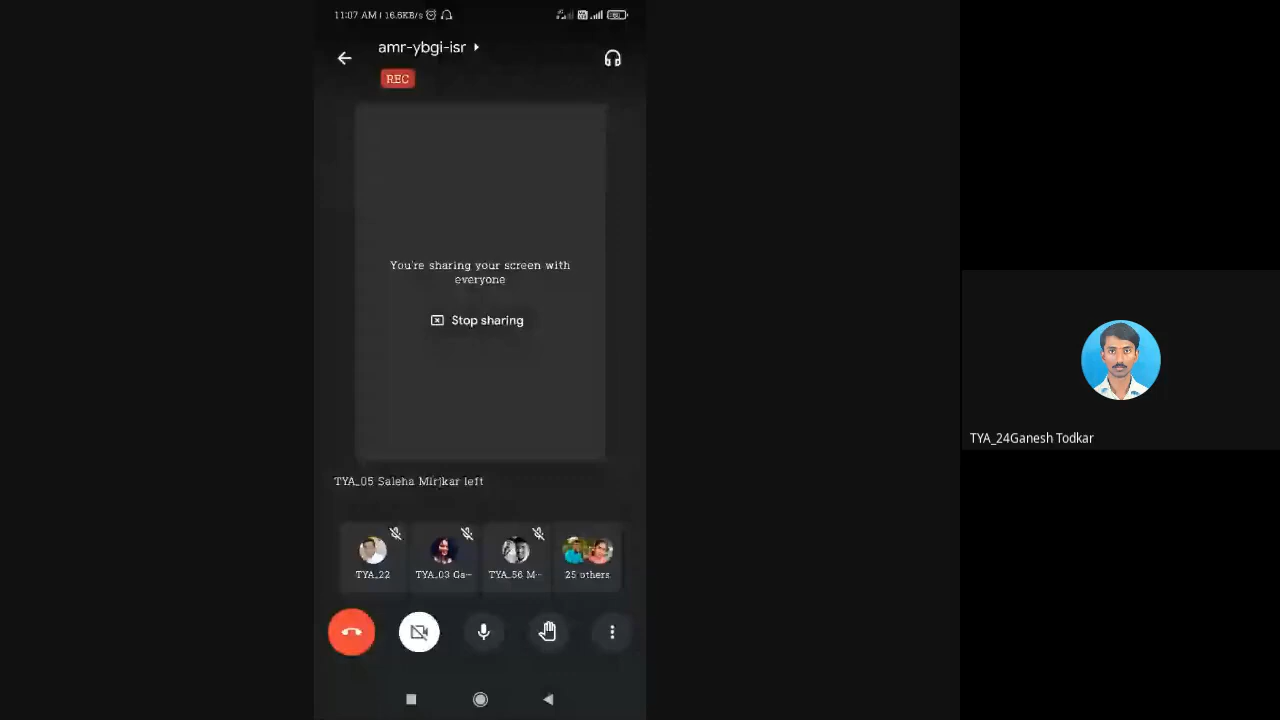 11:07 AM | 16.6KB/s
amr-ybgi-isr
REC
You're sharing your screen with
everyone
Stop sharing
TYA_05 Saleha Mirjkar left
TYA_22
TYA_03 Ga···
TYA_56 M···
25 others
TYA_24Ganesh Todkar